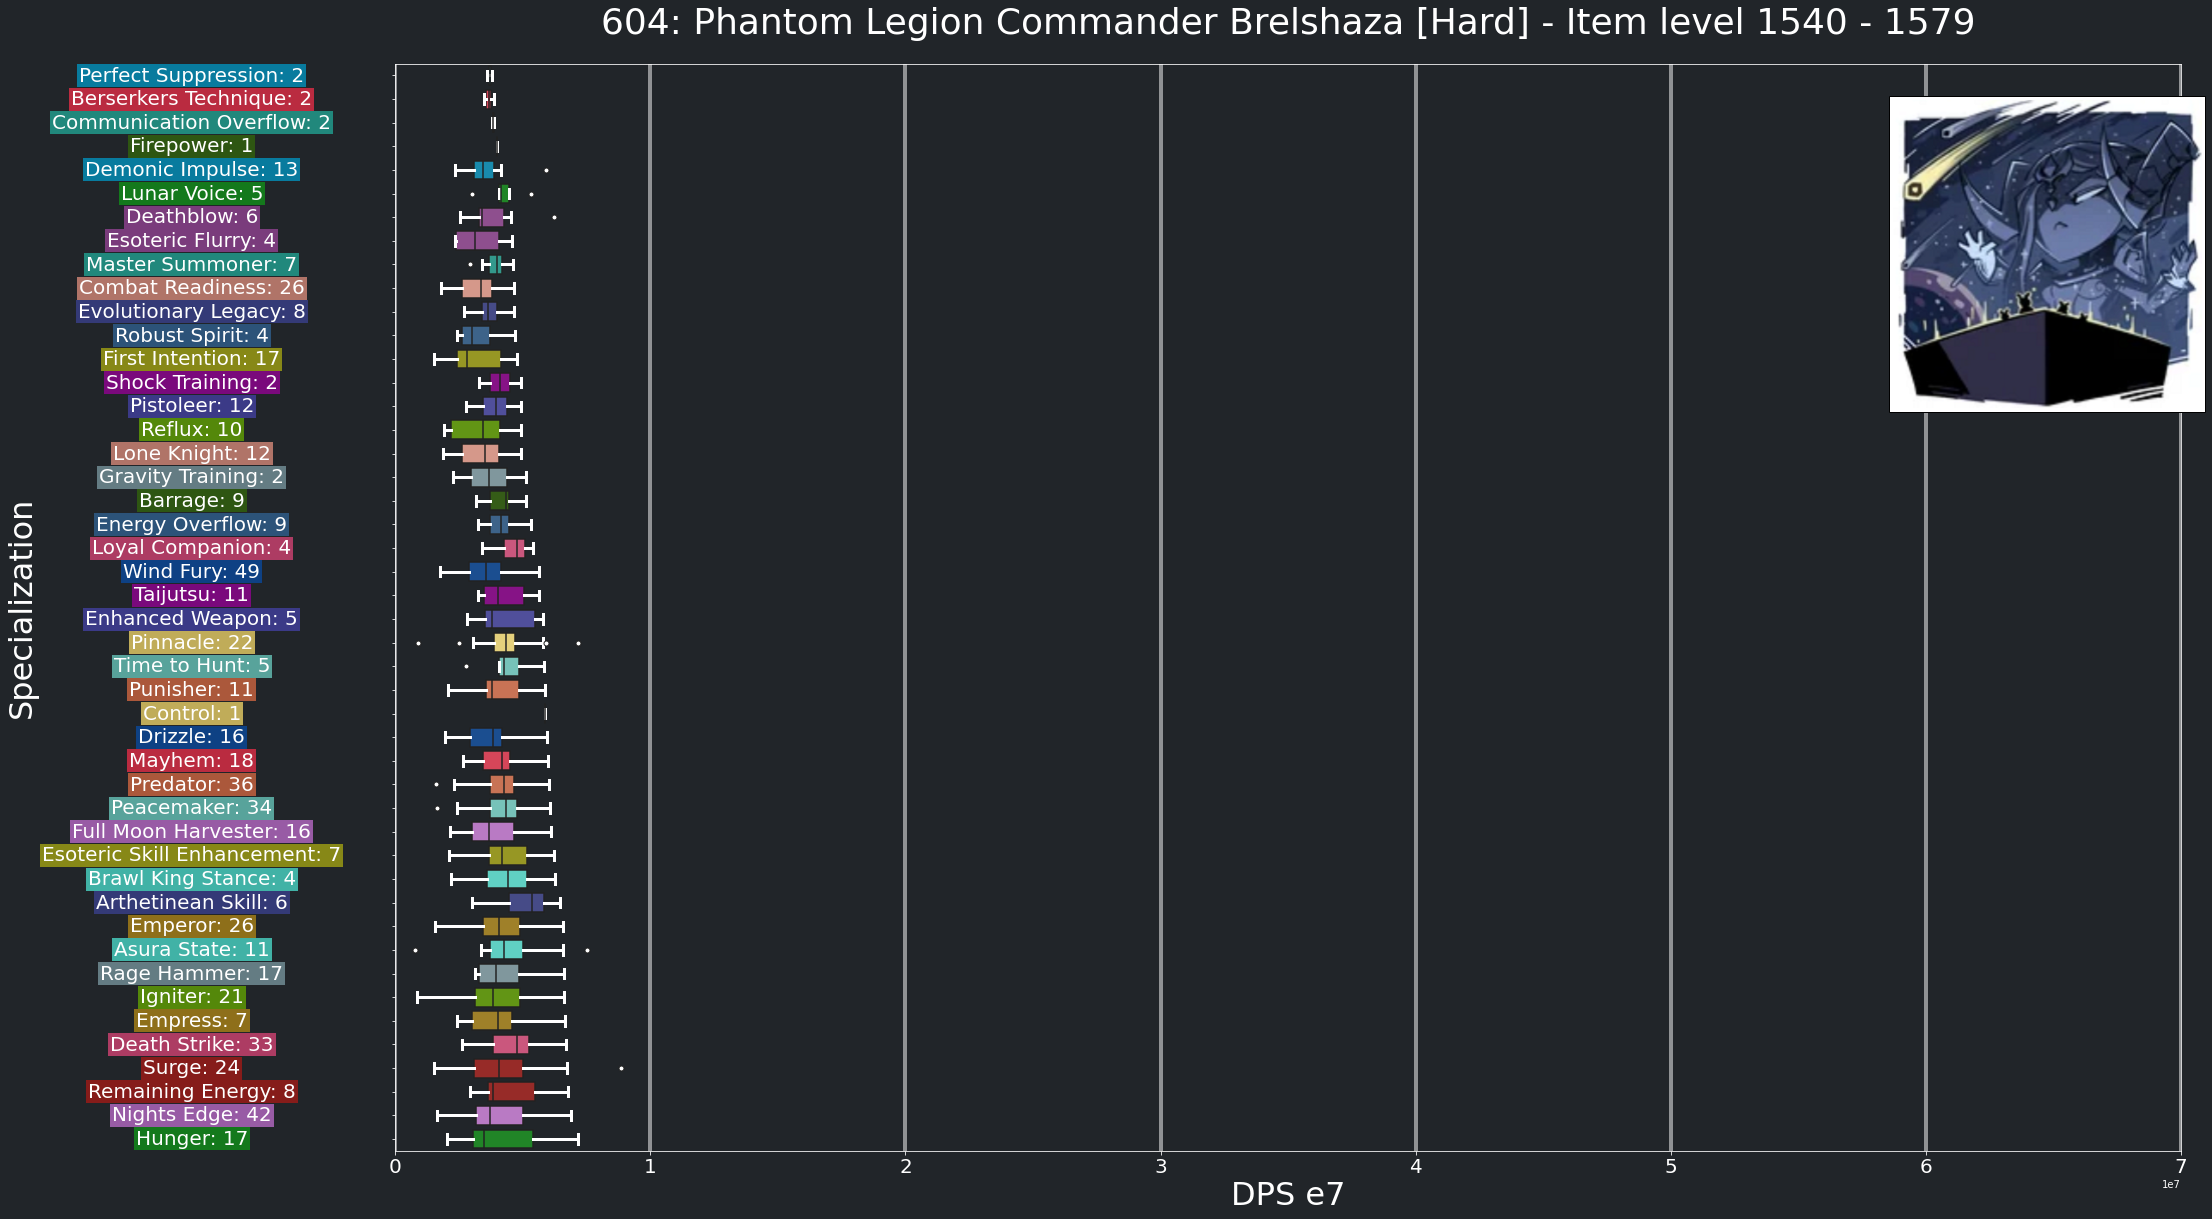 604: Phantom Legion Commander Brelshaza [Hard] - Item level 1540 - 1579
Specialization
Perfect Suppression: 2
Berserkers Technique: 2
Communication Overflow: 2
Firepower: 1
Demonic Impulse: 13
Lunar Voice: 5
Deathblow: 6
Esoteric Flurry: 4
Master Summoner: 7
Combat Readiness: 26
Evolutionary Legacy: 8
Robust Spirit: 4
First Intention: 17
Shock Training: 2
Pistoleer: 12
Reflux: 10
Lone Knight: 12
Gravity Training: 2
Barrage: 9
Energy Overflow: 9
Loyal Companion: 4
Wind Fury: 49
Taijutsu: 11
Enhanced Weapon: 5
Pinnacle: 22
Time to Hunt: 5
Punisher: 11
Control: 1
Drizzle: 16
Mayhem: 18
Predator: 36
Peacemaker: 34
Full Moon Harvester: 16
Esoteric Skill Enhancement: 7
Brawl King Stance: 4
Arthetinean Skill: 6
Emperor: 26
Asura State: 11
Rage Hammer: 17
Igniter: 21
Empress: 7
Death Strike: 33
Surge: 24
Remaining Energy: 8
Nights Edge: 42
Hunger: 17
0 1 2 3 4 5 6 7
1e7
DPS e7